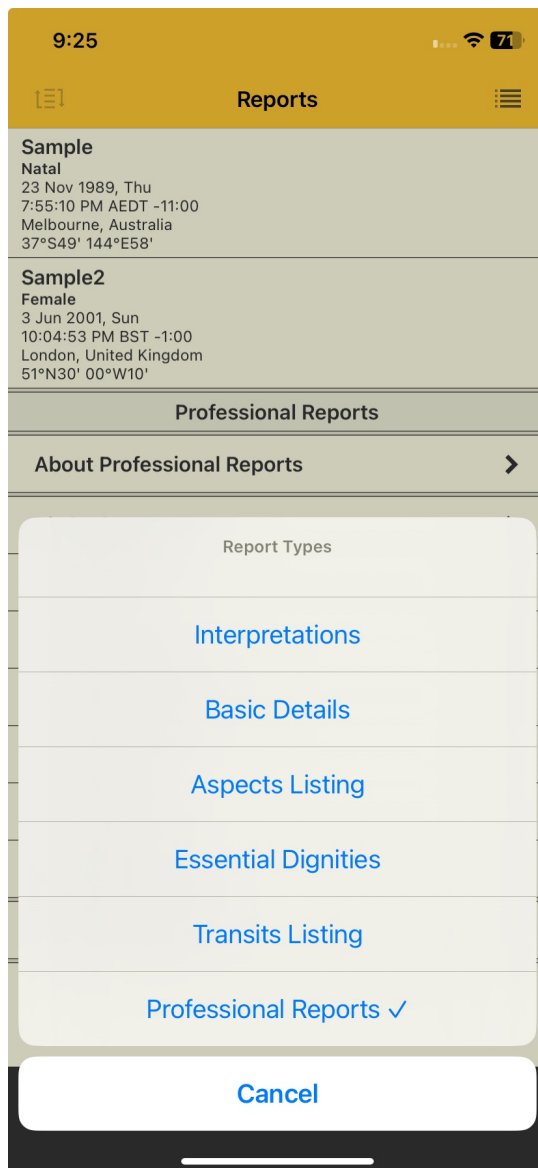 9:25
71
Reports
Sample
Natal
23 Nov 1989, Thu
7:55:10 PM AEDT -11:00
Melbourne, Australia
37°S49' 144°E58'
Sample2
Female
3 Jun 2001, Sun
10:04:53 PM BST -1:00
London, United Kingdom
51°N30' 00°W10'
Professional Reports
About Professional Reports
Report Types
Interpretations
Basic Details
Aspects Listing
Essential Dignities
Transits Listing
Professional Reports ✓
Cancel